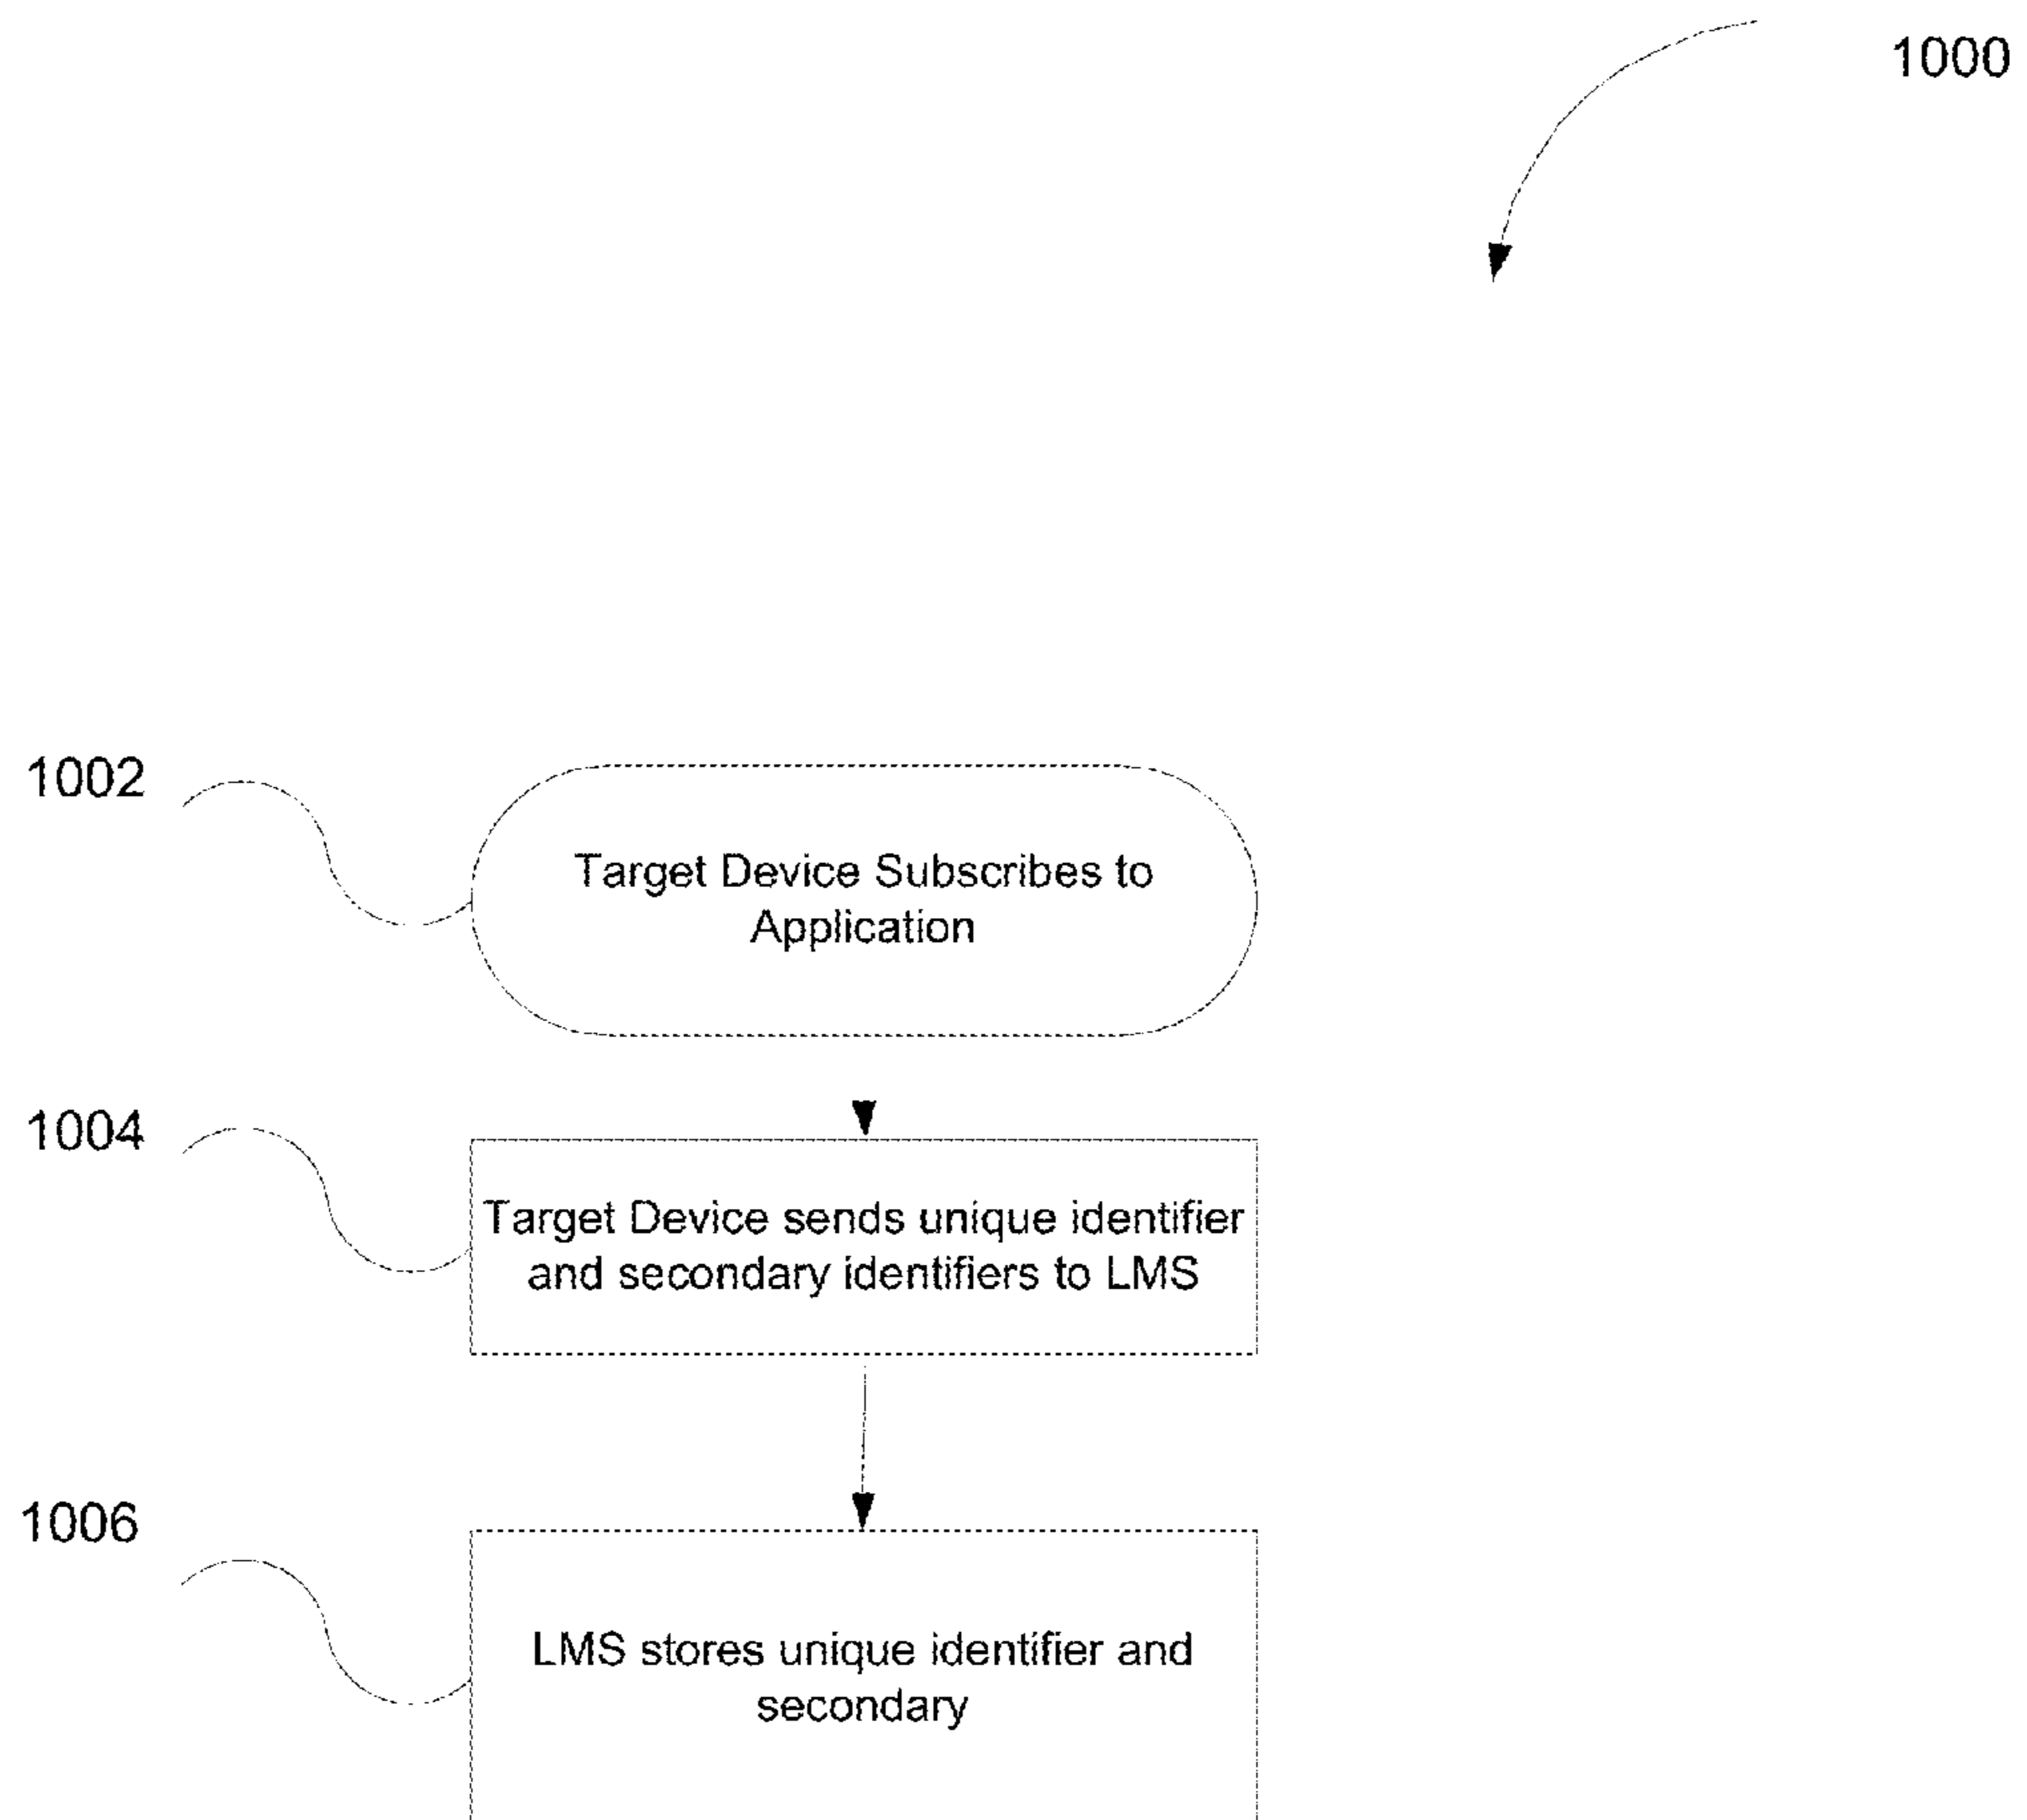 1000
1002
Target Device Subscribes to
Application
1004
Target Device sends unique identifier
and secondary identifiers to LMS
1006
LMS stores unique identifier and
secondary